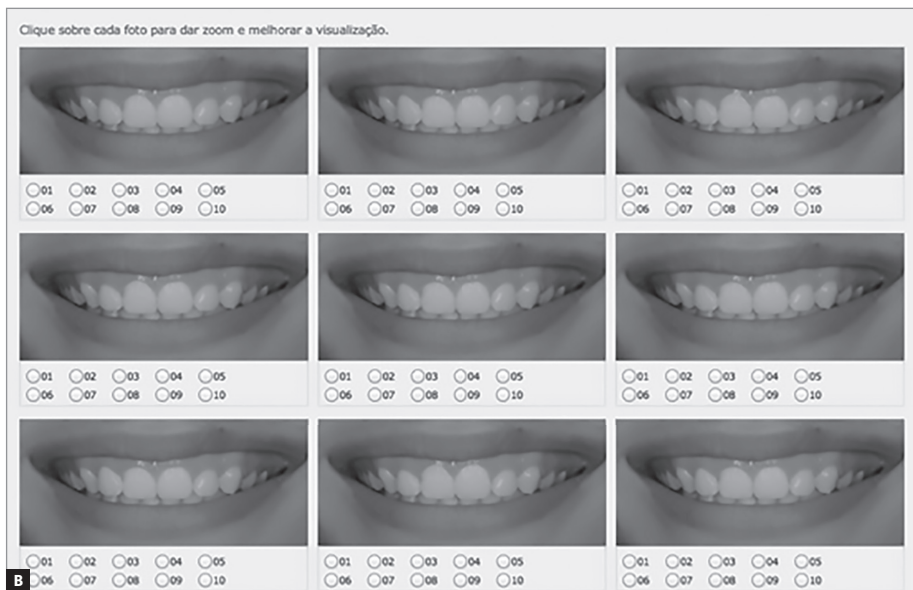 Clique sobre cada foto para dar zoom e melhorar a visualização.
01 02 03 04 05 01 02 03 04 05 01 02 03 04 05
06 07 08 09 10 06 07 08 09 10 06 07 08 09 10
01 02 03 04 05 01 02 03 04 05 01 02 03 04 05
06 07 08 09 10 06 07 08 09 10 06 07 08 09 10
01 02 03 04 05 01 02 03 04 05 01 02 03 04 05
B 06 07 08 09 10 06 07 08 09 10 06 07 08 09 10